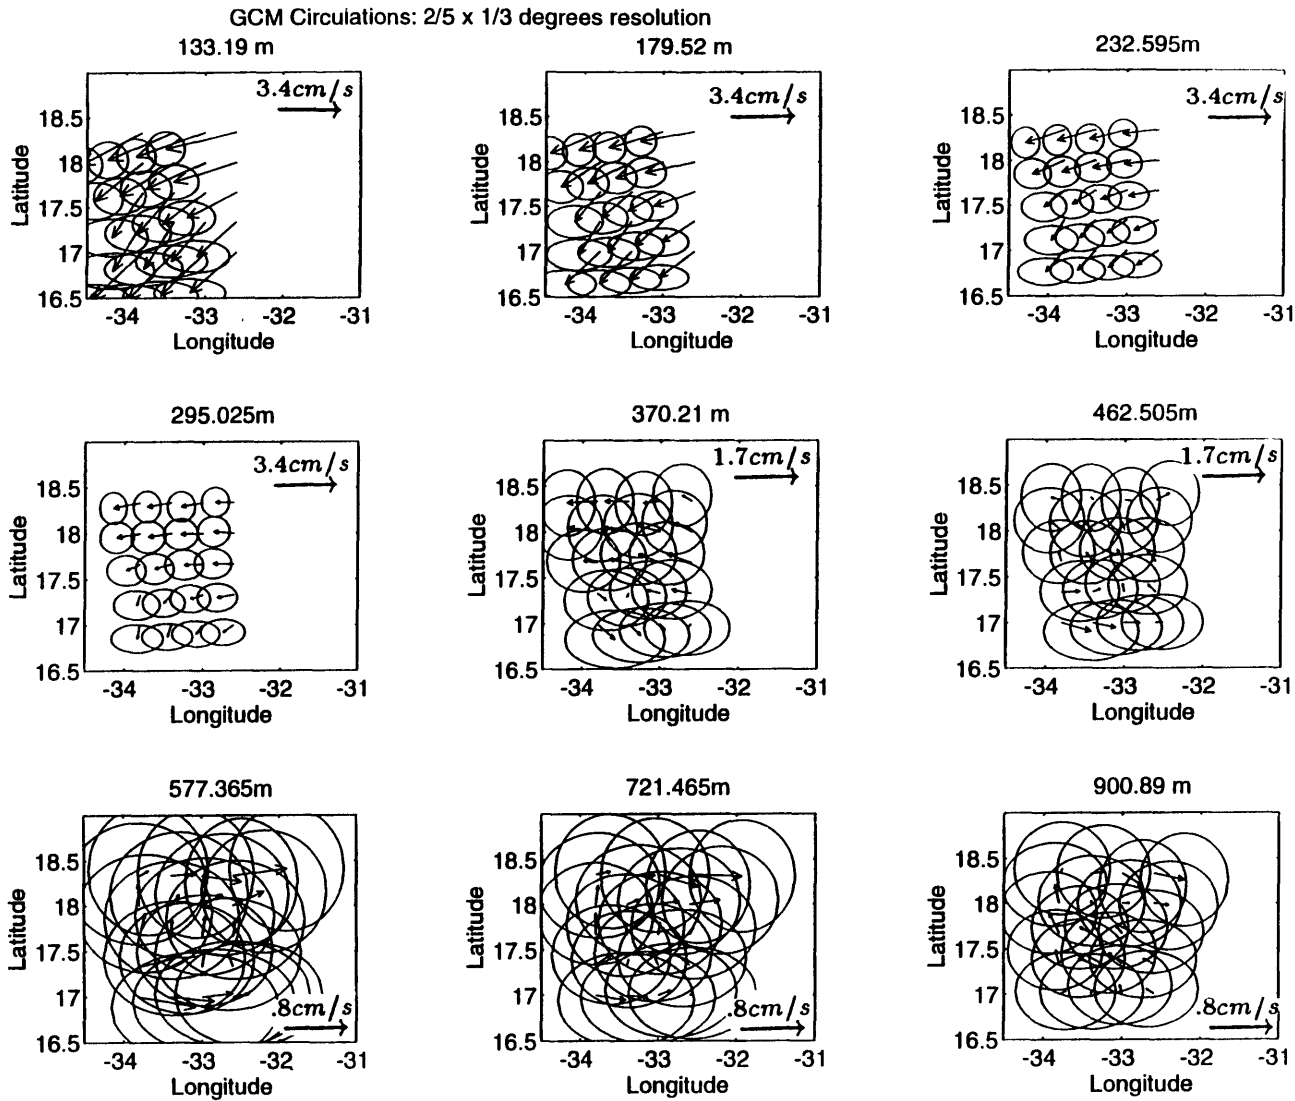 GCM Circulations: 2/5 x 1/3 degrees resolution
133.19 m
3.4cm/s
18.5
18
17.5
17
16.5
Latitude
-34
-33
-32
-31
Longitude
179.52 m
3.4cm/s
18.5
18
17.5
17
16.5
Latitude
-34
-33
-32
-31
Longitude
232.595m
3.4cm/s
18.5
18
17.5
17
16.5
Latitude
-34
-33
-32
-31
Longitude
295.025m
3.4cm/s
18.5
18
17.5
17
16.5
Latitude
-34
-33
-32
-31
Longitude
370.21 m
1.7cm/s
18.5
18
17.5
17
16.5
Latitude
-34
-33
-32
-31
Longitude
462.505m
1.7cm/s
18.5
18
17.5
17
16.5
Latitude
-34
-33
-32
-31
Longitude
577.365m
.8cm/s
18.5
18
17.5
17
16.5
Latitude
-34
-33
-32
-31
Longitude
721.465m
.8cm/s
18.5
18
17.5
17
16.5
Latitude
-34
-33
-32
-31
Longitude
900.89 m
.8cm/s
18.5
18
17.5
17
16.5
Latitude
-34
-33
-32
-31
Longitude